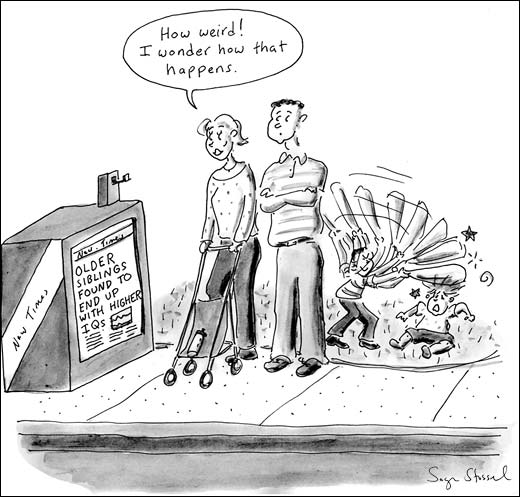 How weird!
I wonder how that
happens.
New Times
OLDER
SIBLINGS
FOUND TO
END UP
WITH HIGHER
IQS
New Times
Sage Stossel